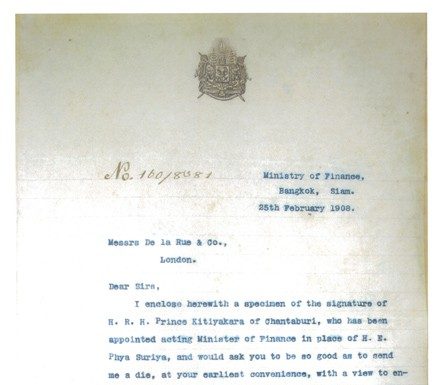 No. 160/8681
Ministry of Finance,
Bangkok, Siam.
25th February 1908.
Messrs De la Rue & Co.,
London.
Dear Sirs,
I enclose herewith a specimen of the signature of
H. R. H. Prince Kitiyakara of Chantaburi, who has been
appointed acting Minister of Finance in place of H. E.
Phya Suriya, and would ask you to be so good as to send
me a die, at your earliest convenience, with a view to en-